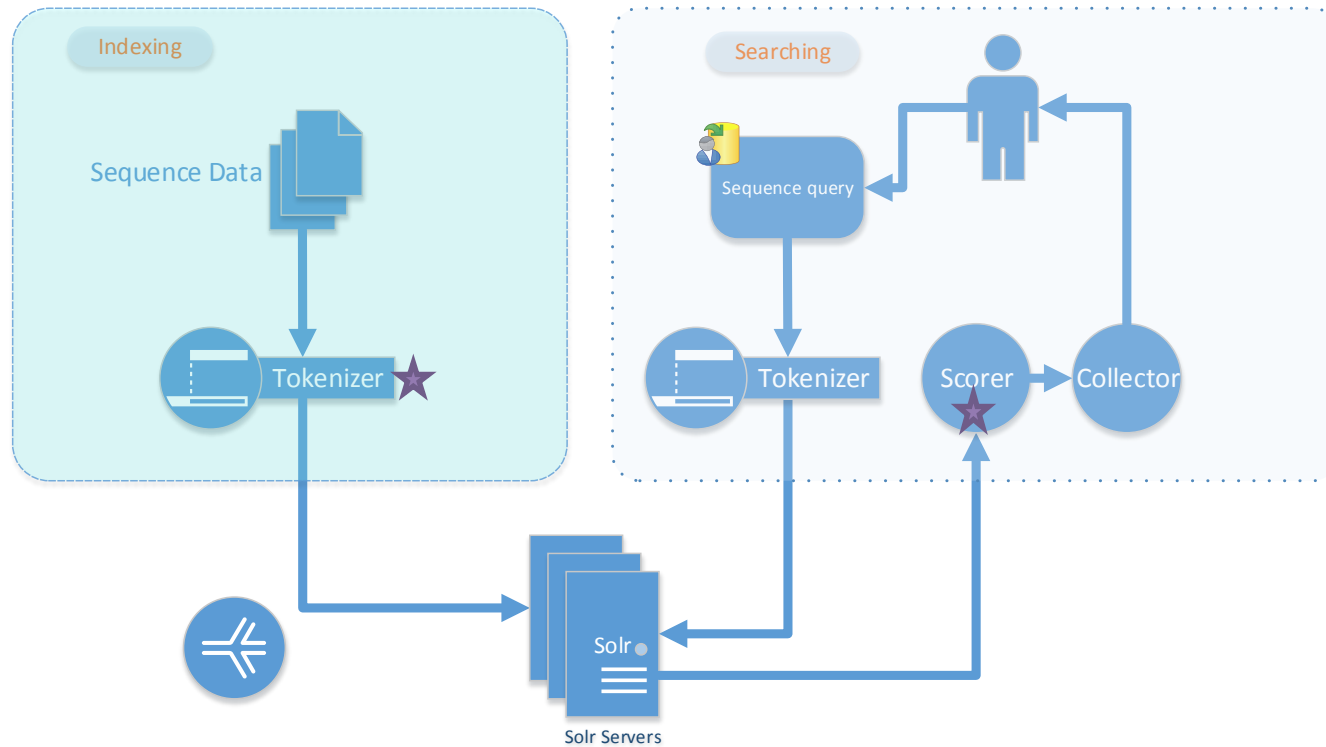 Indexing
Searching
Sequence Data
Sequence query
Tokenizer
Tokenizer
Scorer
Collector
Solr
Solr Servers